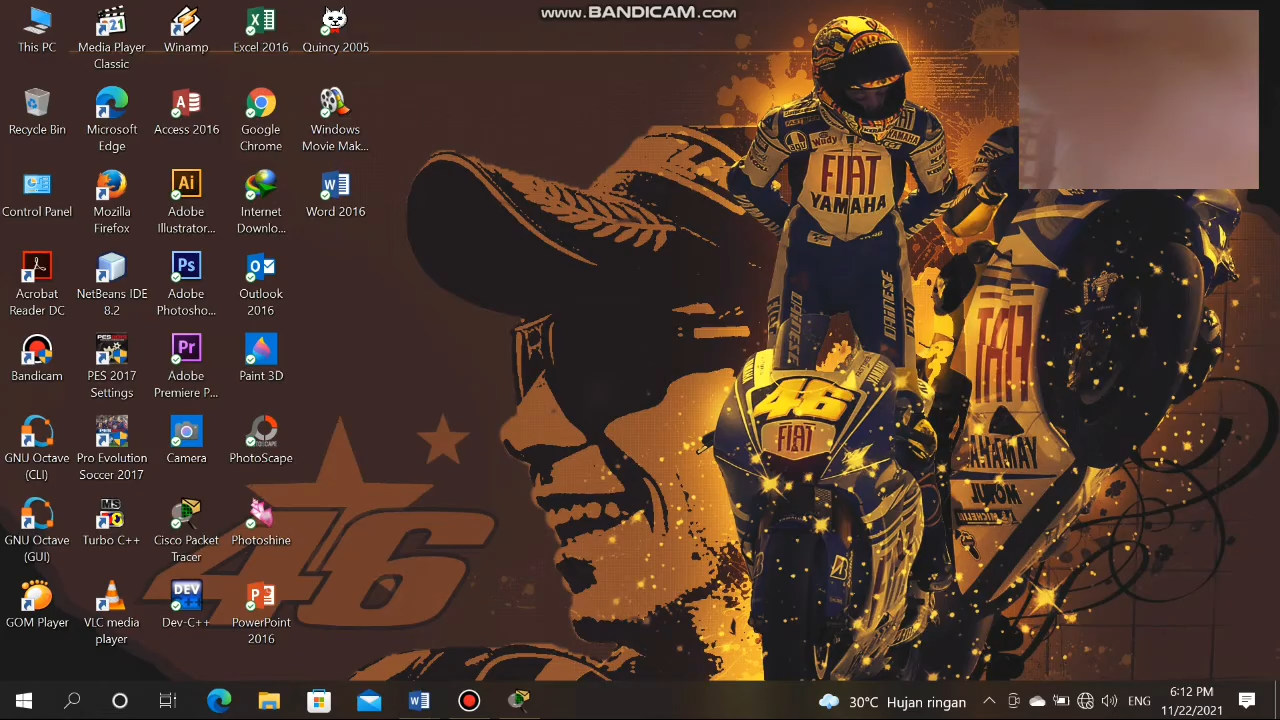 www.BANDICAM.com
This PC
Media Player
Classic
Winamp
Excel 2016
Quincy 2005
Recycle Bin
Microsoft
Edge
Access 2016
Google
Chrome
Windows
Movie Mak...
Control Panel
Mozilla
Firefox
Adobe
Illustrator...
Internet
Downlo...
Word 2016
Acrobat
Reader DC
NetBeans IDE
8.2
Adobe
Photosho...
Outlook
2016
Bandicam
PES 2017
Settings
Adobe
Premiere P...
Paint 3D
GNU Octave
(CLI)
Pro Evolution
Soccer 2017
Camera
PhotoScape
GNU Octave
(GUI)
Turbo C++
Cisco Packet
Tracer
Photoshine
GOM Player
VLC media
player
Dev-C++
PowerPoint
2016
FIAT
YAMAHA
DAINESE
DAINESE
46
FIAT
FIAT
YAMAHA
46
30°C Hujan ringan
ENG
6:12 PM
11/22/2021